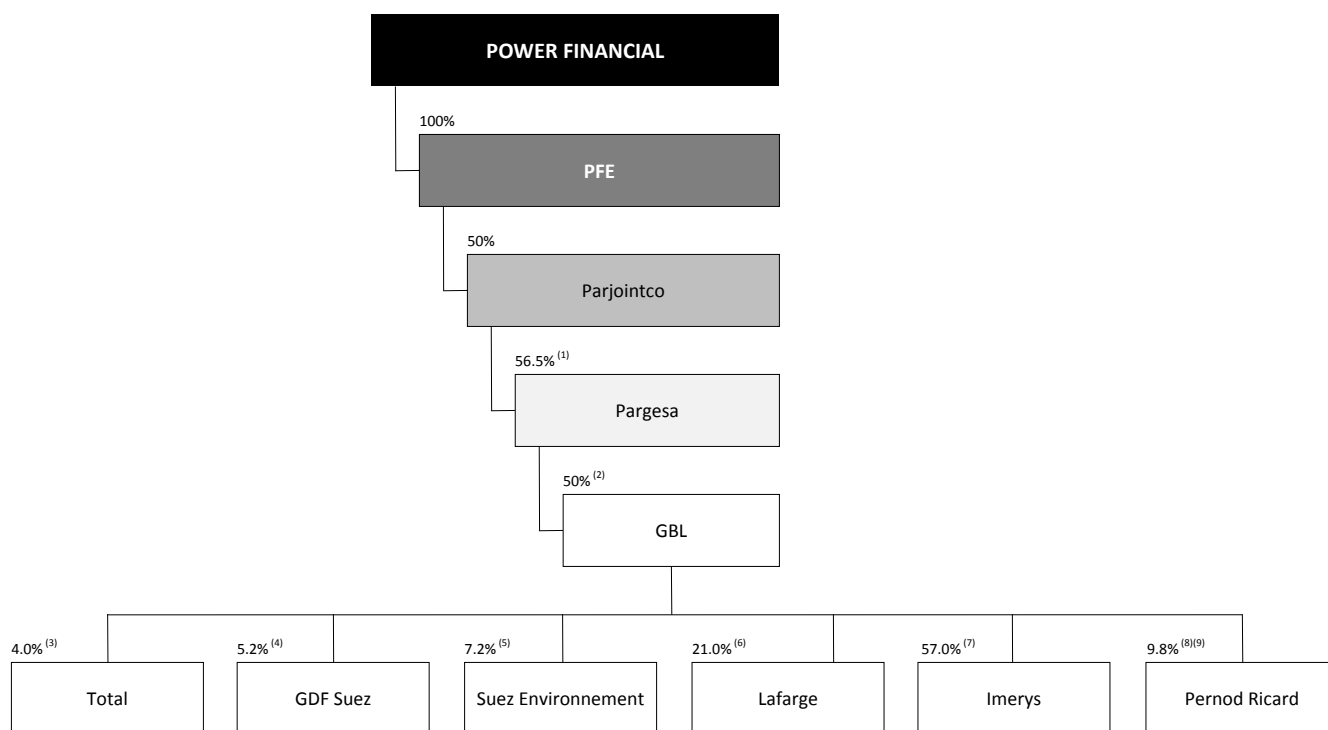 POWER FINANCIAL
100%
PFE
50%
Parjointco
56.5% (1)
Pargesa
50% (2)
GBL
4.0% (3) 5.2% (4) 7.2% (5) 21.0% (6) 57.0% (7) 9.8% (8)(9)
Total GDF Suez Suez Environnement Lafarge Imerys Pernod Ricard